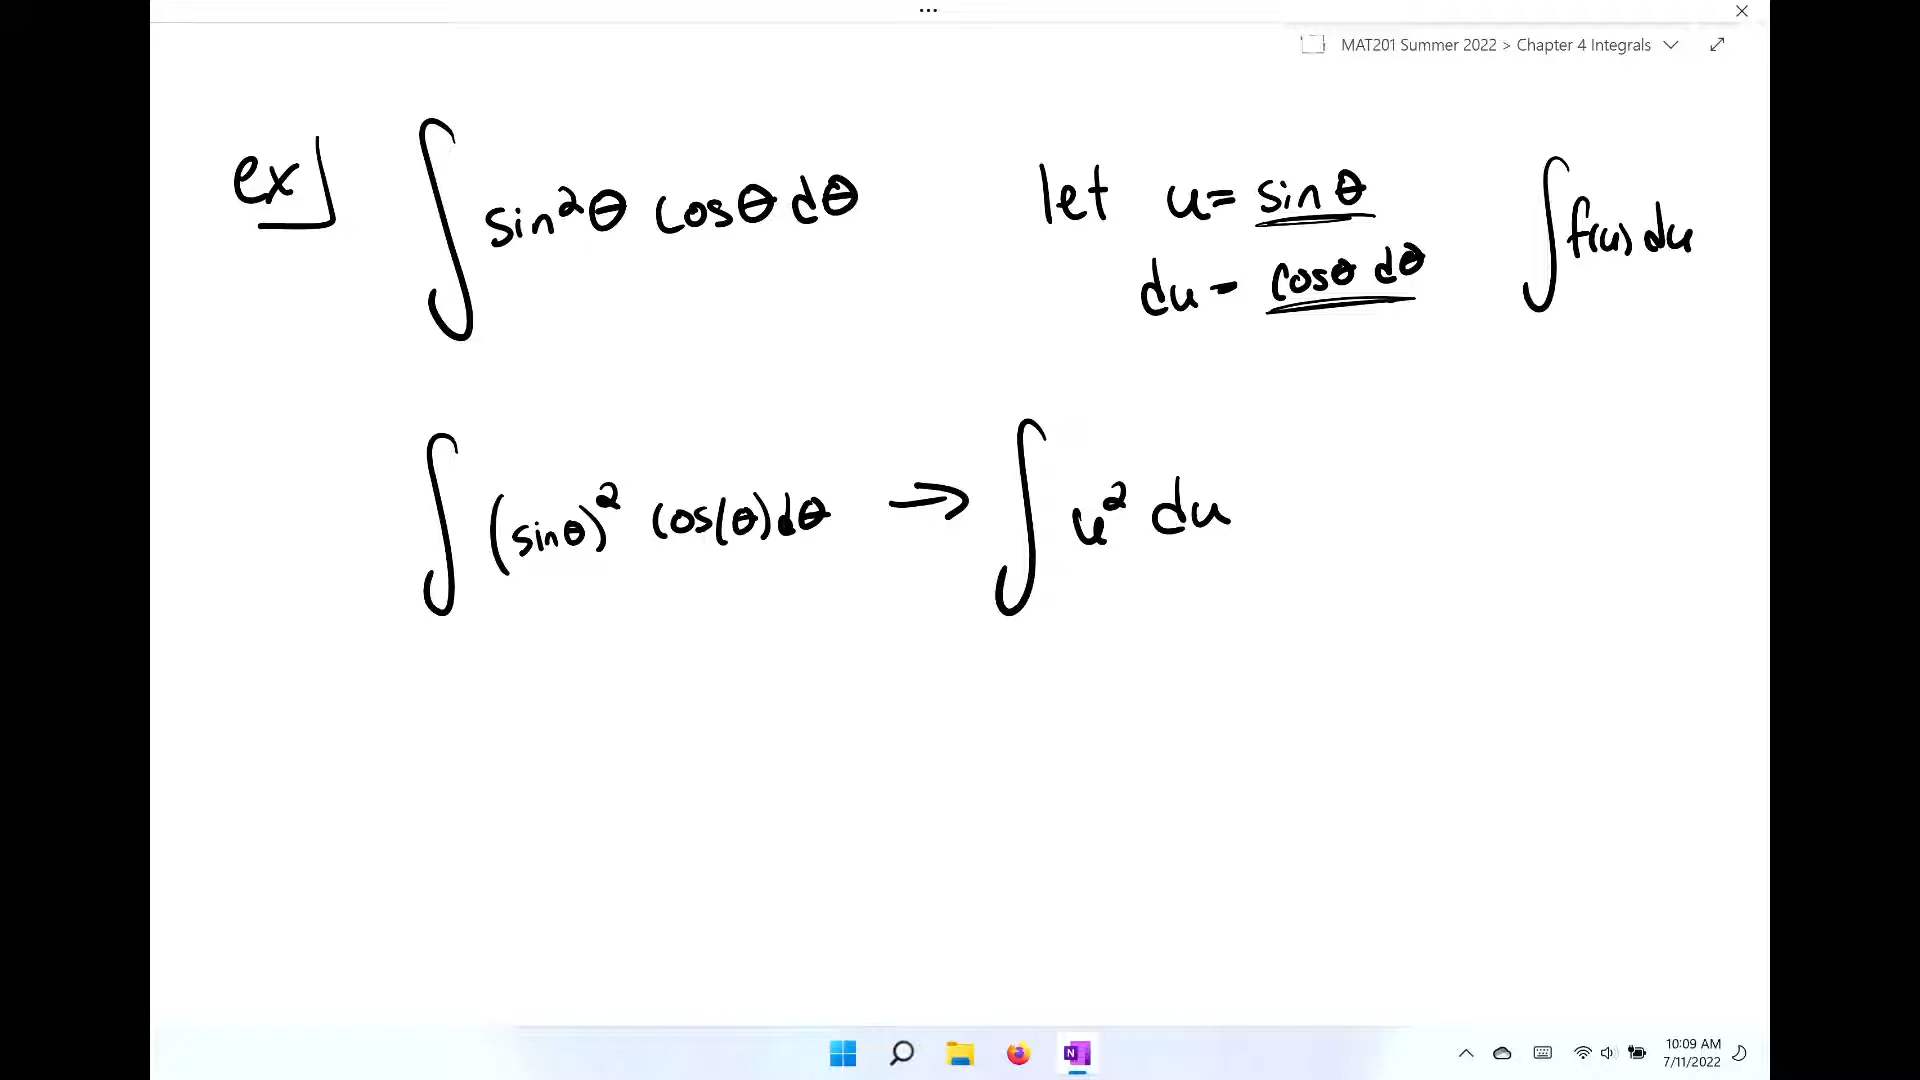 ...
MAT201 Summer 2022 > Chapter 4 Integrals
ex] ∫ sin²θ cosθ dθ let u = sin θ ∫ f(u) du
du = cosθ dθ
∫ (sinθ)² cos(θ) dθ → ∫ u² du
10:09 AM
7/11/2022